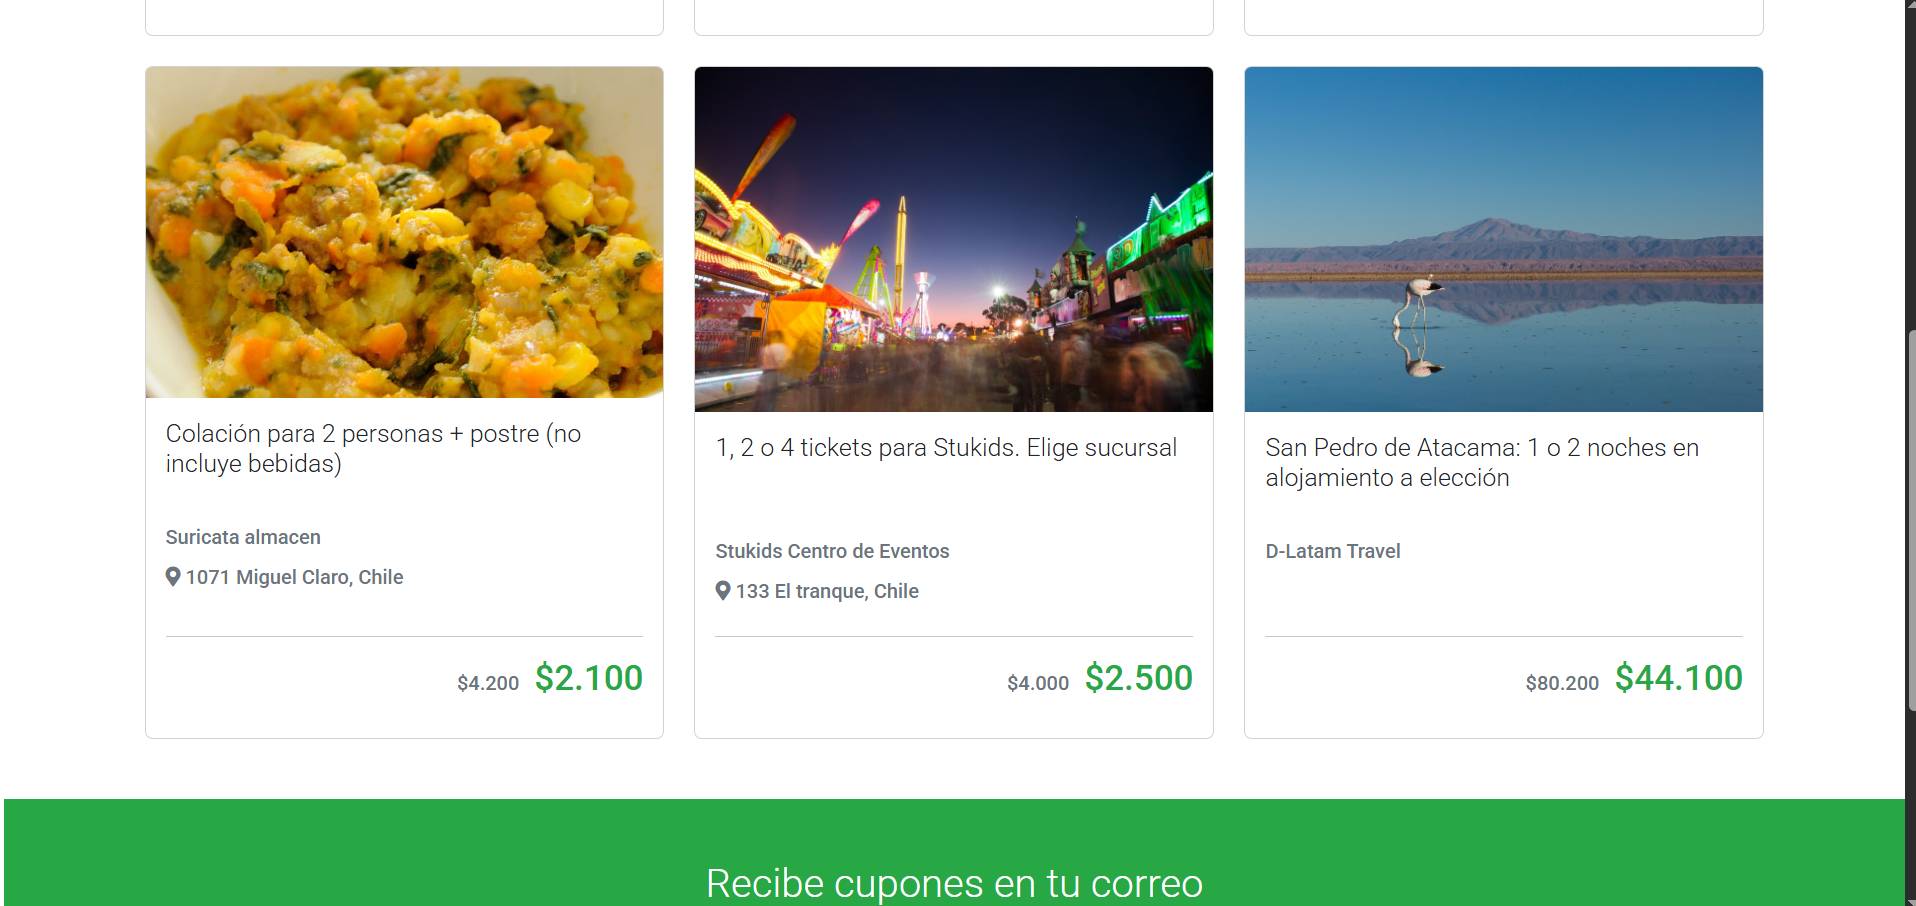 Colación para 2 personas + postre (no
incluye bebidas)
Suricata almacen
1071 Miguel Claro, Chile
$4.200 $2.100
1, 2 o 4 tickets para Stukids. Elige sucursal
Stukids Centro de Eventos
133 El tranque, Chile
$4.000 $2.500
San Pedro de Atacama: 1 o 2 noches en
alojamiento a elección
D-Latam Travel
$80.200 $44.100
Recibe cupones en tu correo